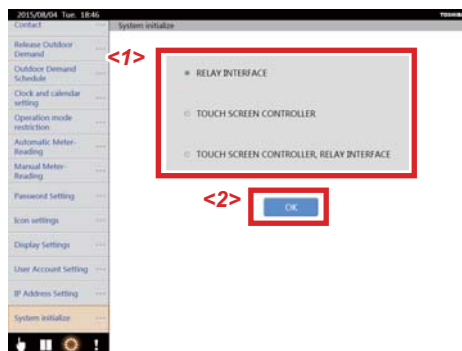 2015/08/04 Tue. 18:46
TOSHIBA
Contact
System initialize
Release Outdoor
Demand
Outdoor Demand
Schedule
Clock and calendar
setting
Operation mode
restriction
Automatic Meter-
Reading
Manual Meter-
Reading
Password Setting
Icon settings
Display Settings
User Account Setting
IP Address Setting
System initialize
<1>
RELAY INTERFACE
TOUCH SCREEN CONTROLLER
TOUCH SCREEN CONTROLLER, RELAY INTERFACE
<2>
OK